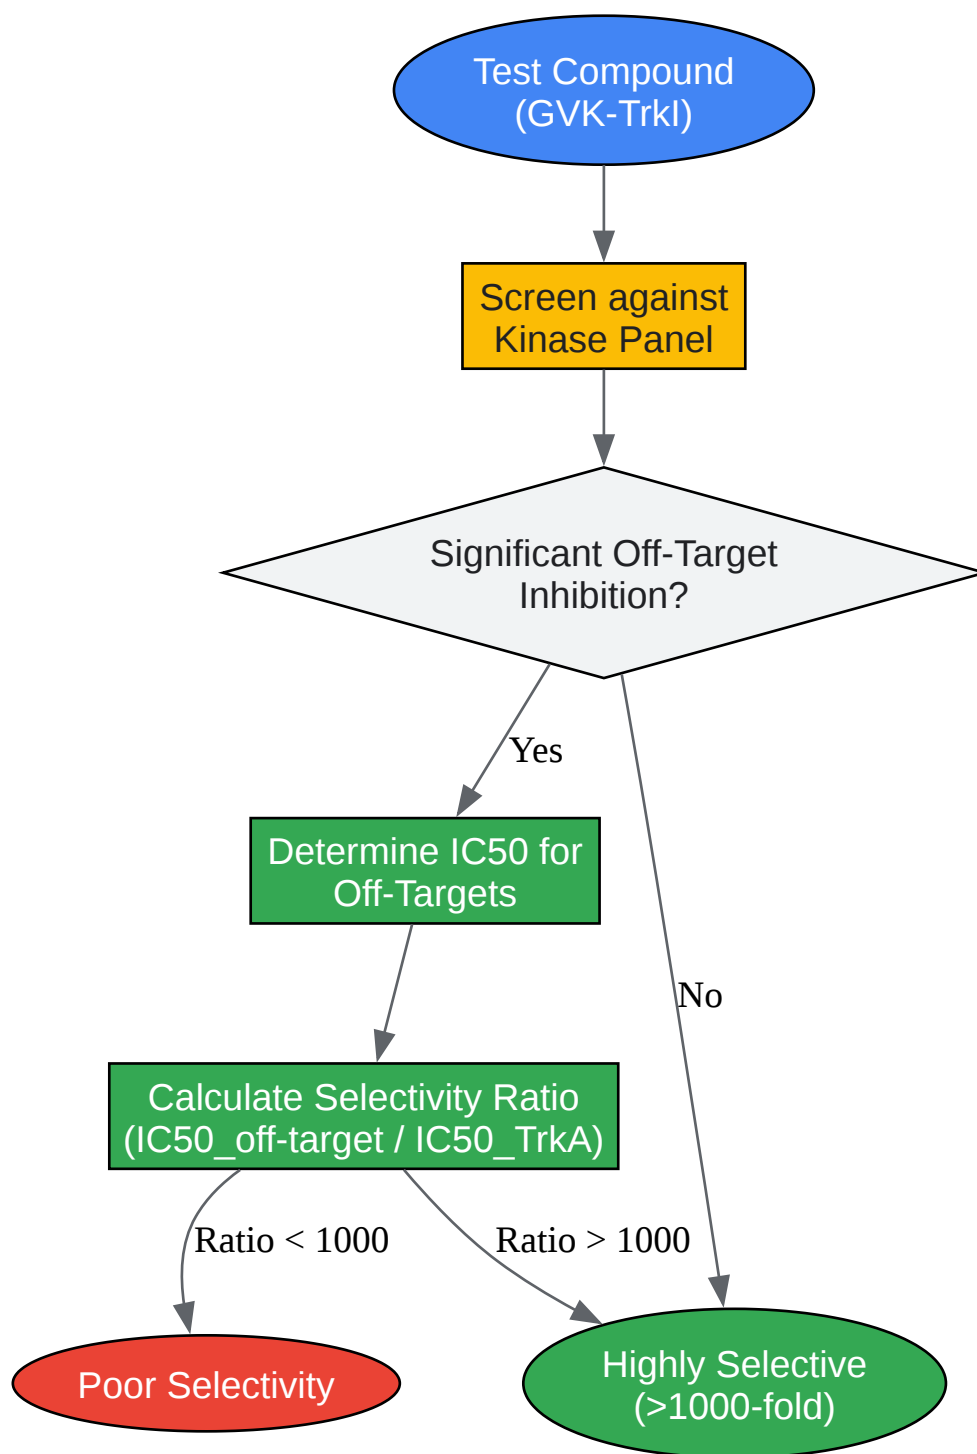 Test Compound
(GVK-TrkI)
Screen against
Kinase Panel
Significant Off-Target
Inhibition?
Yes
Determine IC50 for
Off-Targets
No
Calculate Selectivity Ratio
(IC50_off-target / IC50_TrkA)
Ratio < 1000
Ratio > 1000
Poor Selectivity
Highly Selective
(>1000-fold)